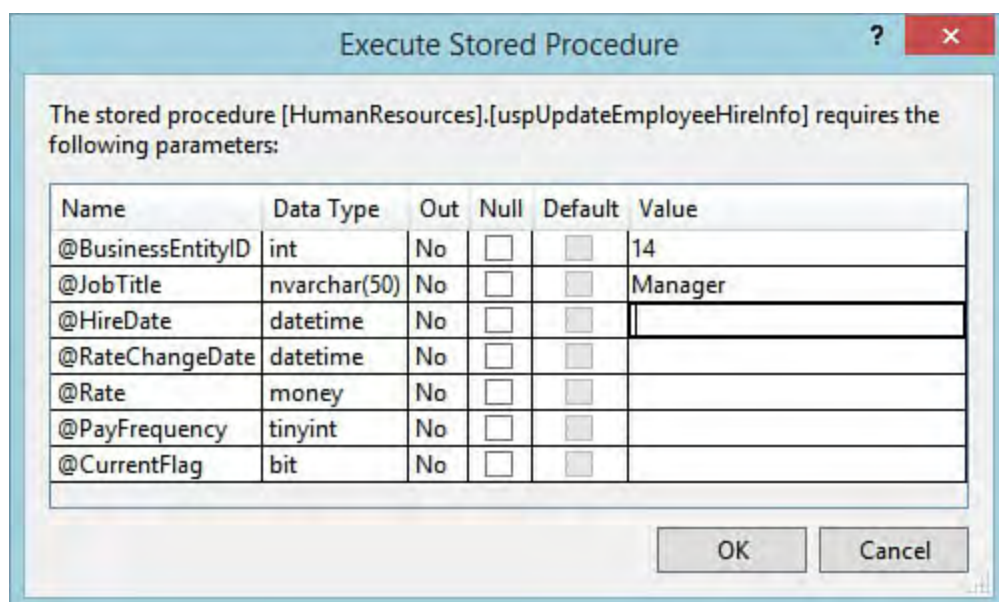 Execute Stored Procedure ?
The stored procedure [HumanResources].[uspUpdateEmployeeHireInfo] requires the
following parameters:
Name Data Type Out Null Default Value
@BusinessEntityID int No 14
@JobTitle nvarchar(50) No Manager
@HireDate datetime No
@RateChangeDate datetime No
@Rate money No
@PayFrequency tinyint No
@CurrentFlag bit No
OK Cancel